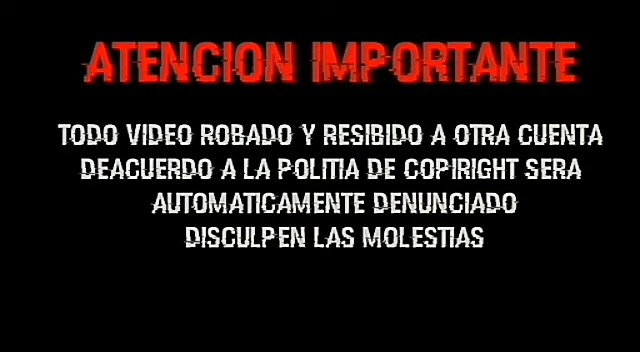 ATENCION IMPORTANTE
TODO VIDEO ROBADO Y RESIBIDO A OTRA CUENTA
DEACUERDO A LA POLITIA DE COPIRIGHT SERA
AUTOMATICAMENTE DENUNCIADO
DISCULPEN LAS MOLESTIAS